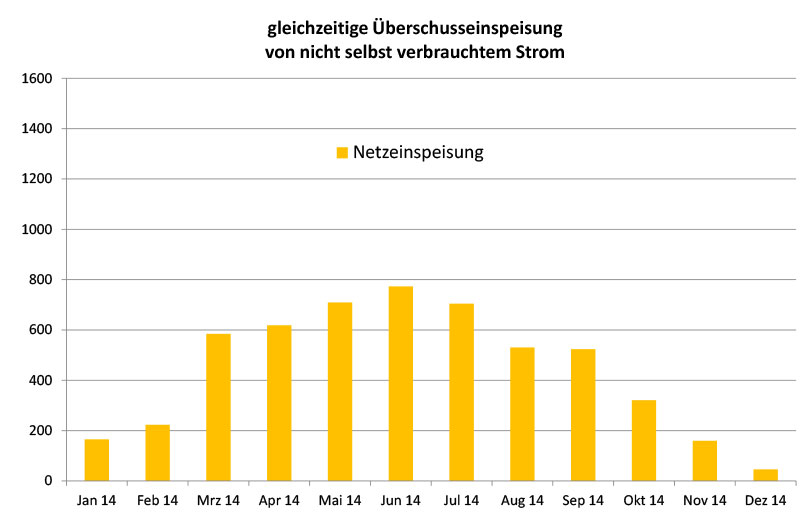 gleichzeitige Überschusseinspeisung
von nicht selbst verbrauchtem Strom
1600
1400
Netzeinspeisung
1200
1000
800
600
400
200
0
Jan 14 Feb 14 Mrz 14 Apr 14 Mai 14 Jun 14 Jul 14 Aug 14 Sep 14 Okt 14 Nov 14 Dez 14